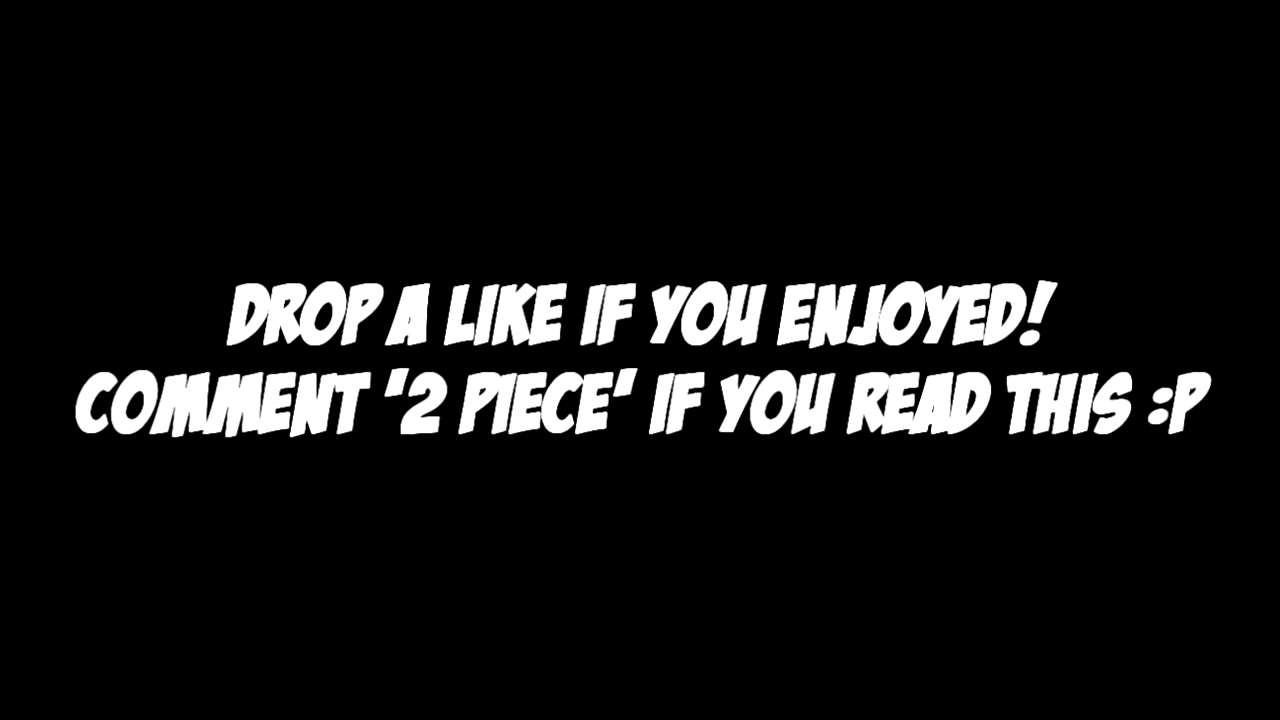 DROP A LIKE IF YOU ENJOYED!
COMMENT '2 PIECE' IF YOU READ THIS :P